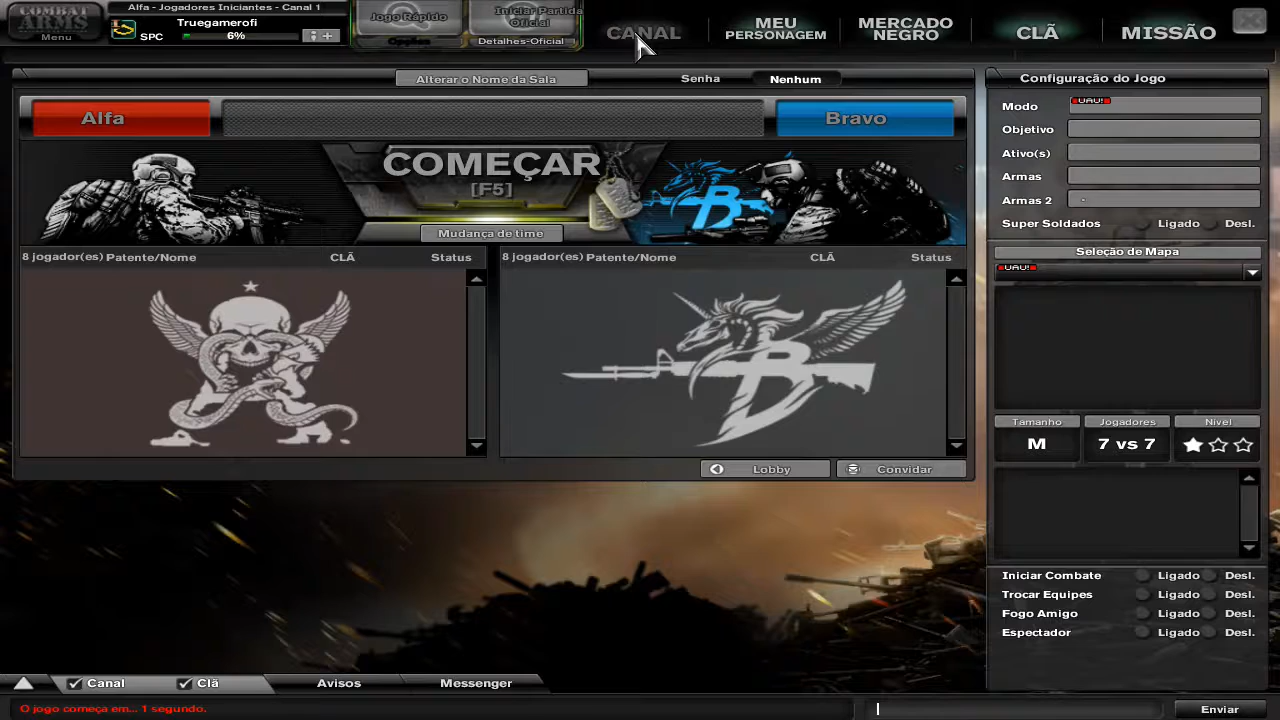 COMBAT
ARMS
Menu
Alfa - Jogadores Iniciantes - Canal 1
Truegamerofi
SPC
6%
Jogo Rápido
Opções
Iniciar Partida
Oficial
Detalhes-Oficial
CANAL
MEU
PERSONAGEM
MERCADO
NEGRO
CLÃ
MISSÃO
Alterar o Nome da Sala
Senha
Nenhum
Alfa
Bravo
COMEÇAR
[F5]
Mudança de time
8 jogador(es) Patente/Nome CLÃ Status
8 jogador(es) Patente/Nome CLÃ Status
Lobby
Convidar
Configuração do Jogo
Modo UAU!
Objetivo
Ativo(s)
Armas
Armas 2 -
Super Soldados Ligado Desl.
Seleção de Mapa
UAU!
Tamanho Jogadores Nível
M 7 vs 7
Iniciar Combate Ligado Desl.
Trocar Equipes Ligado Desl.
Fogo Amigo Ligado Desl.
Espectador Ligado Desl.
Canal Clã Avisos Messenger
O jogo começa em... 1 segundo.
Enviar